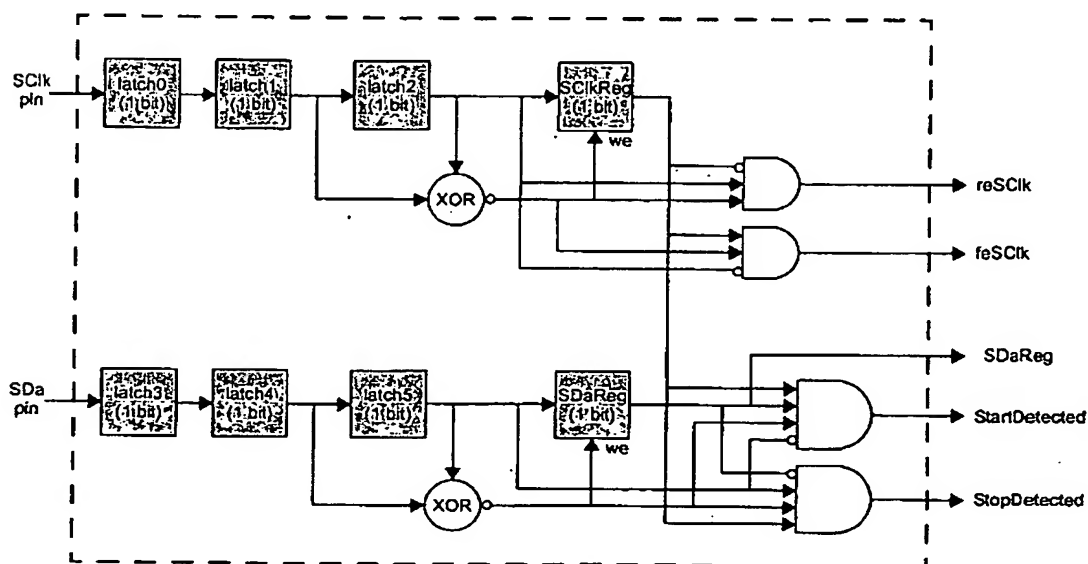 SClk
pin
latch0
(1 bit)
latch1
(1 bit)
latch2
(1 bit)
SClkReg
(1 bit)
we
XOR
reSClk
feSClk
SDa
pin
latch3
(1 bit)
latch4
(1 bit)
latch5
(1 bit)
SDaReg
(1 bit)
we
XOR
SDaReg
StartDetected
StopDetected